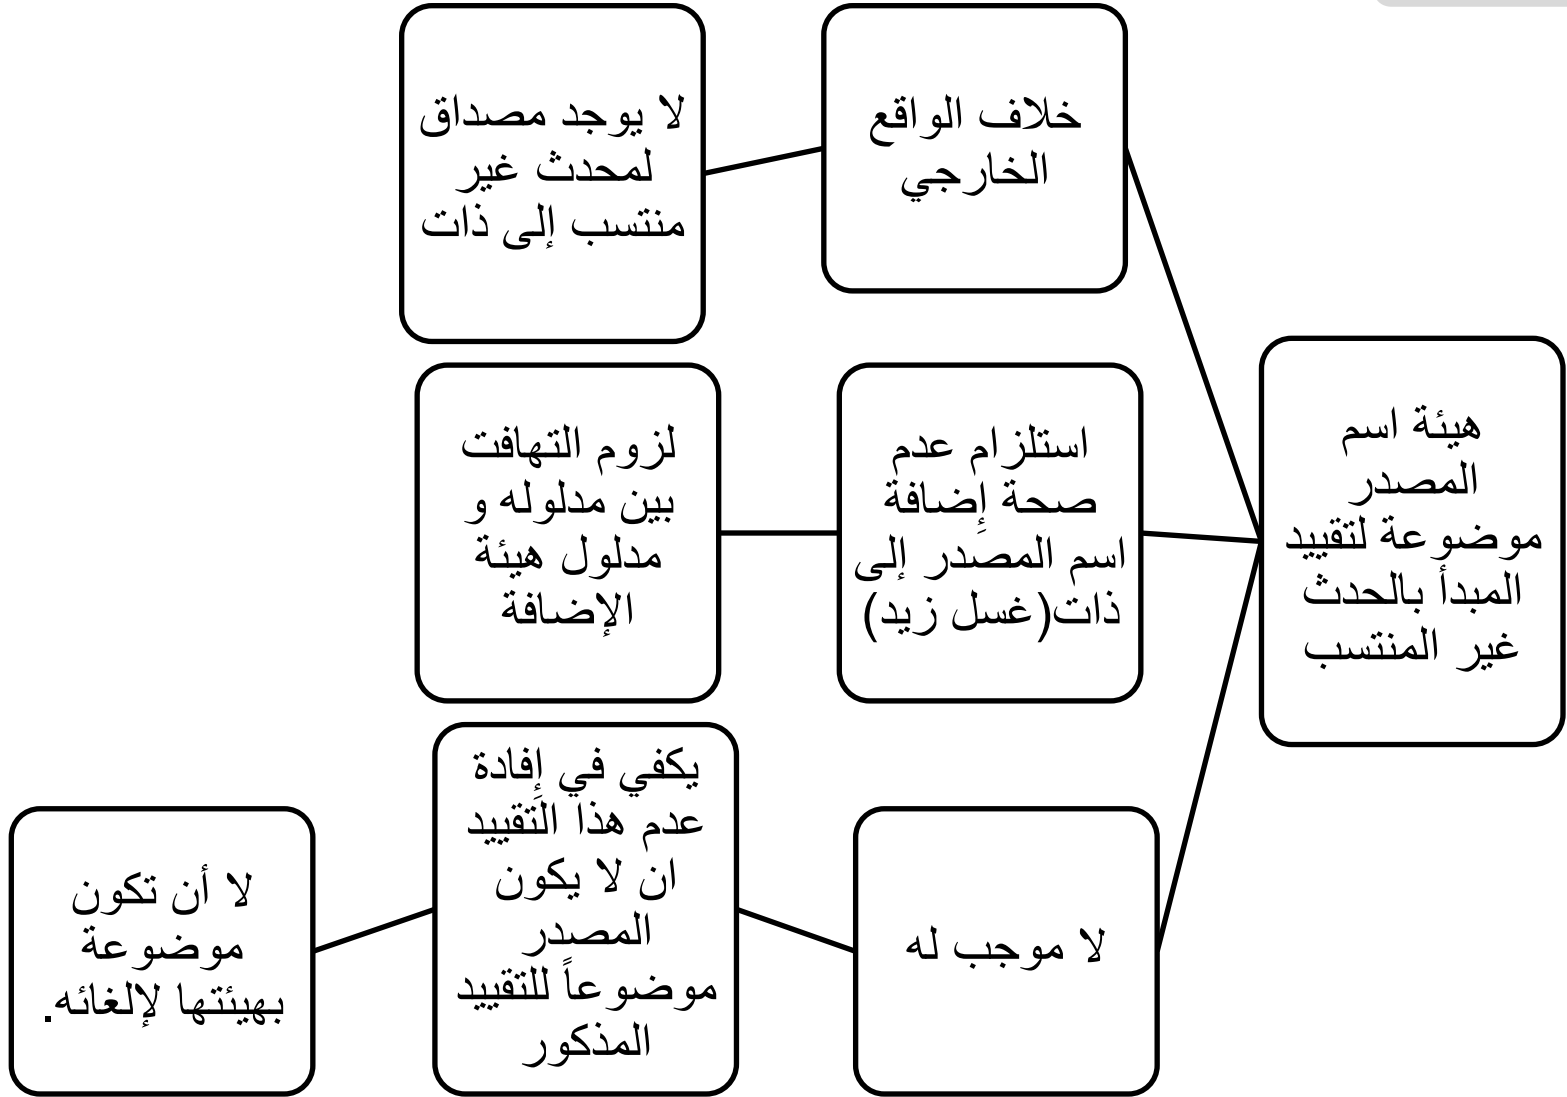 هيئة اسم
المصدر
موضوعة لتقييد
المبدأ بالحدث
غير المنتسب
خلاف الواقع
الخارجي
لا يوجد مصداق
لمحدث غير
منتسب إلى ذات
استلزام عدم
صحة إضافة
اسم المصدر إلى
ذات(غسل زيد)
لزوم التهافت
بين مدلوله و
مدلول هيئة
الإضافة
لا موجب له
يكفي في إفادة
عدم هذا التقييد
ان لا يكون
المصدر
موضوعاً للتقييد
المذكور
لا أن تكون
موضوعة
بهيئتها لإلغائه.